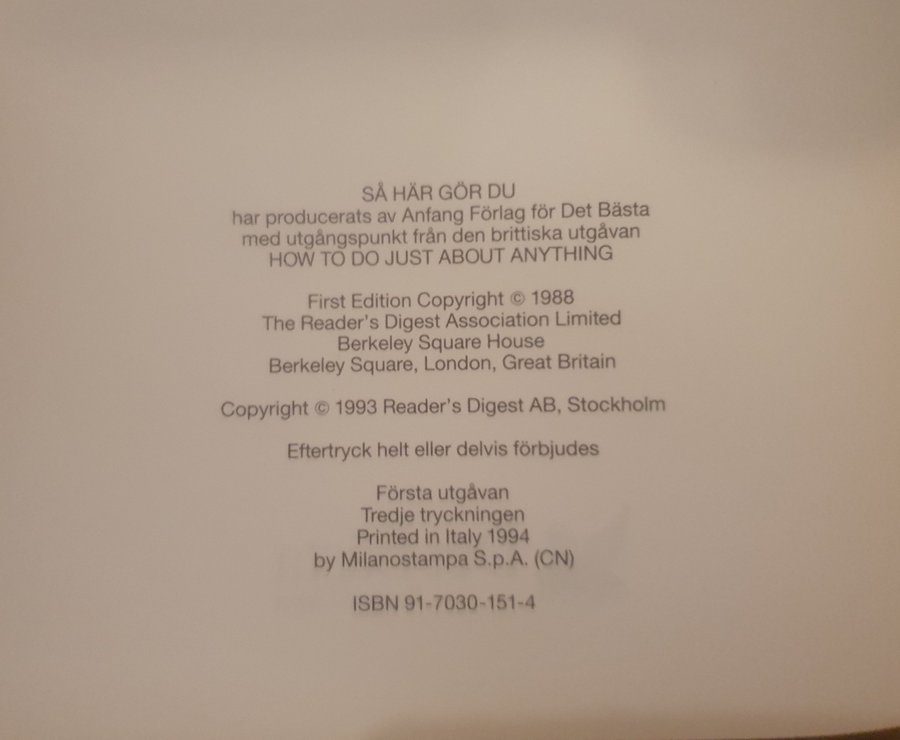 SÅ HÄR GÖR DU
har producerats av Anfang Förlag för Det Bästa
med utgångspunkt från den brittiska utgåvan
HOW TO DO JUST ABOUT ANYTHING
First Edition Copyright © 1988
The Reader's Digest Association Limited
Berkeley Square House
Berkeley Square, London, Great Britain
Copyright © 1993 Reader's Digest AB, Stockholm
Eftertryck helt eller delvis förbjudes
Första utgåvan
Tredje tryckningen
Printed in Italy 1994
by Milanostampa S.p.A. (CN)
ISBN 91-7030-151-4